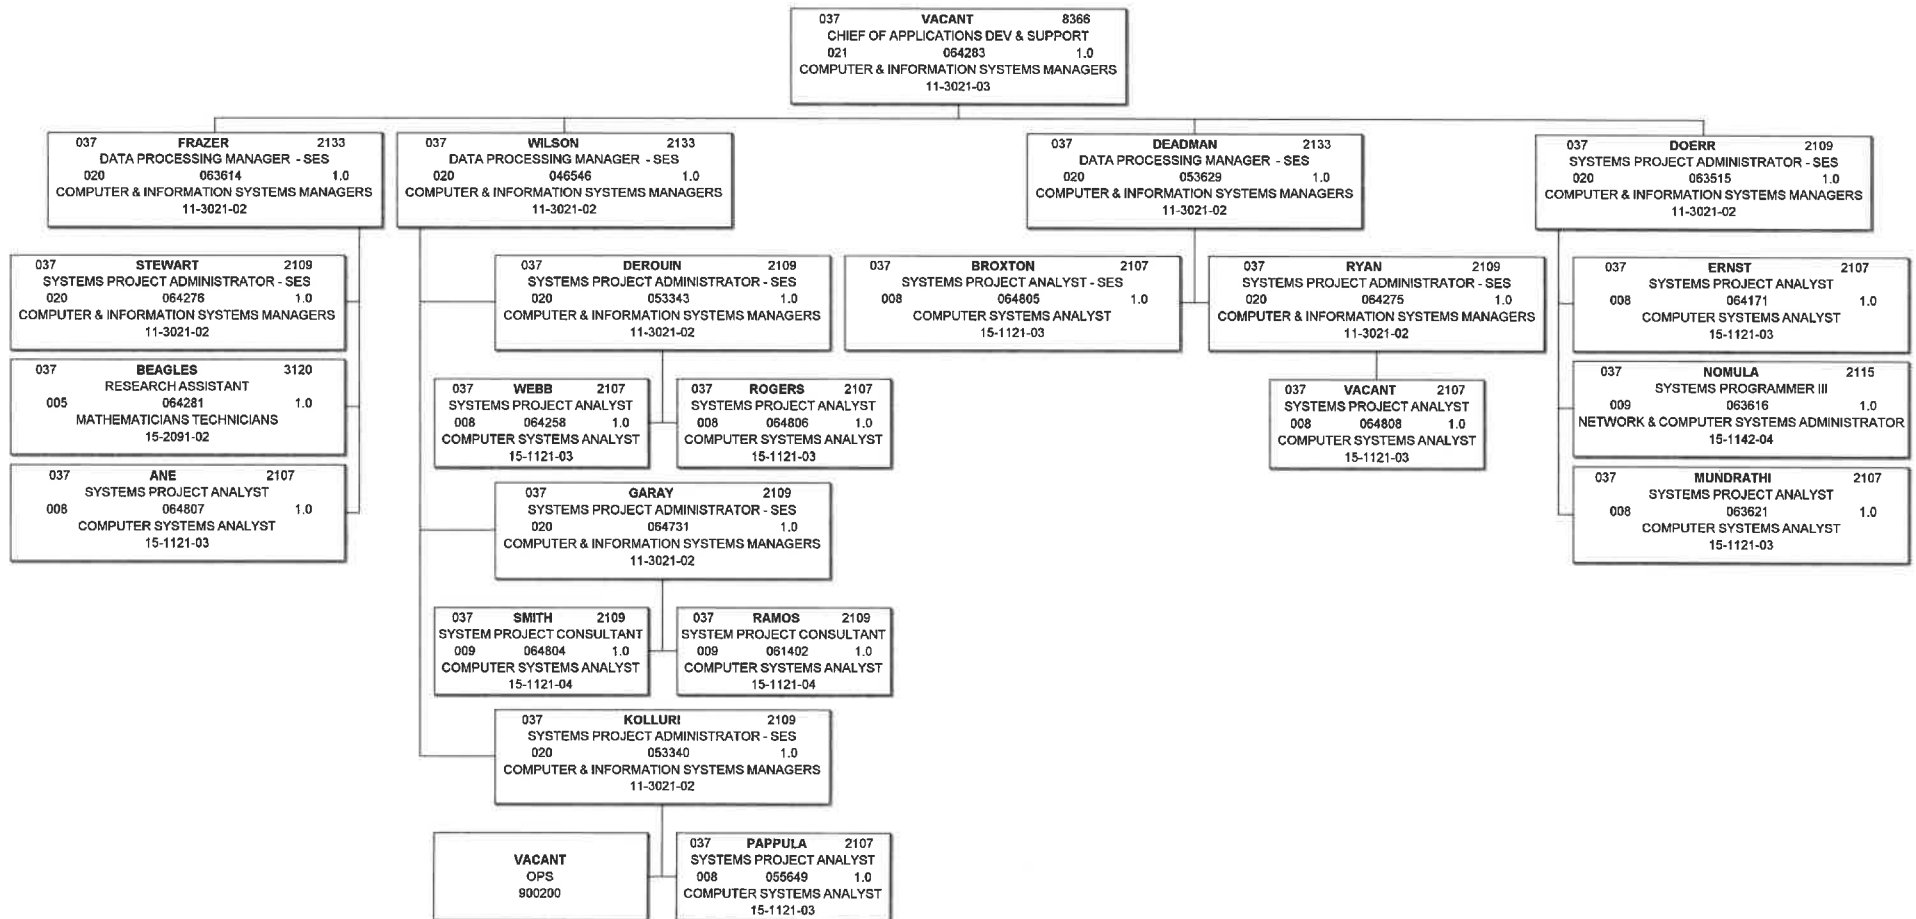 037 VACANT 8366
CHIEF OF APPLICATIONS DEV & SUPPORT
021 064283 1.0
COMPUTER & INFORMATION SYSTEMS MANAGERS
11-3021-03
037 FRAZER 2133
DATA PROCESSING MANAGER - SES
020 063614 1.0
COMPUTER & INFORMATION SYSTEMS MANAGERS
11-3021-02
037 STEWART 2109
SYSTEMS PROJECT ADMINISTRATOR - SES
020 064276 1.0
COMPUTER & INFORMATION SYSTEMS MANAGERS
11-3021-02
037 BEAGLES 3120
RESEARCH ASSISTANT
005 064281 1.0
MATHEMATICIANS TECHNICIANS
15-2091-02
037 ANE 2107
SYSTEMS PROJECT ANALYST
008 064807 1.0
COMPUTER SYSTEMS ANALYST
15-1121-03
037 WILSON 2133
DATA PROCESSING MANAGER - SES
020 046546 1.0
COMPUTER & INFORMATION SYSTEMS MANAGERS
11-3021-02
037 DEROUIN 2109
SYSTEMS PROJECT ADMINISTRATOR - SES
020 053343 1.0
COMPUTER & INFORMATION SYSTEMS MANAGERS
11-3021-02
037 WEBB 2107
SYSTEMS PROJECT ANALYST
008 064258 1.0
COMPUTER SYSTEMS ANALYST
15-1121-03
037 ROGERS 2107
SYSTEMS PROJECT ANALYST
008 064806 1.0
COMPUTER SYSTEMS ANALYST
15-1121-03
037 GARAY 2109
SYSTEMS PROJECT ADMINISTRATOR - SES
020 064731 1.0
COMPUTER & INFORMATION SYSTEMS MANAGERS
11-3021-02
037 SMITH 2109
SYSTEM PROJECT CONSULTANT
009 064804 1.0
COMPUTER SYSTEMS ANALYST
15-1121-04
037 RAMOS 2109
SYSTEM PROJECT CONSULTANT
009 061402 1.0
COMPUTER SYSTEMS ANALYST
15-1121-04
037 KOLLURI 2109
SYSTEMS PROJECT ADMINISTRATOR - SES
020 053340 1.0
COMPUTER & INFORMATION SYSTEMS MANAGERS
11-3021-02
VACANT
OPS
900200
037 PAPPULA 2107
SYSTEMS PROJECT ANALYST
008 055649 1.0
COMPUTER SYSTEMS ANALYST
15-1121-03
037 DEADMAN 2133
DATA PROCESSING MANAGER - SES
020 053629 1.0
COMPUTER & INFORMATION SYSTEMS MANAGERS
11-3021-02
037 BROXTON 2107
SYSTEMS PROJECT ANALYST - SES
008 064805 1.0
COMPUTER SYSTEMS ANALYST
15-1121-03
037 RYAN 2109
SYSTEMS PROJECT ADMINISTRATOR - SES
020 064275 1.0
COMPUTER & INFORMATION SYSTEMS MANAGERS
11-3021-02
037 VACANT 2107
SYSTEMS PROJECT ANALYST
008 064808 1.0
COMPUTER SYSTEMS ANALYST
15-1121-03
037 DOERR 2109
SYSTEMS PROJECT ADMINISTRATOR - SES
020 063515 1.0
COMPUTER & INFORMATION SYSTEMS MANAGERS
11-3021-02
037 ERNST 2107
SYSTEMS PROJECT ANALYST
008 064171 1.0
COMPUTER SYSTEMS ANALYST
15-1121-03
037 NOMULA 2115
SYSTEMS PROGRAMMER III
009 063616 1.0
NETWORK & COMPUTER SYSTEMS ADMINISTRATOR
15-1142-04
037 MUNDRATHI 2107
SYSTEMS PROJECT ANALYST
008 063621 1.0
COMPUTER SYSTEMS ANALYST
15-1121-03